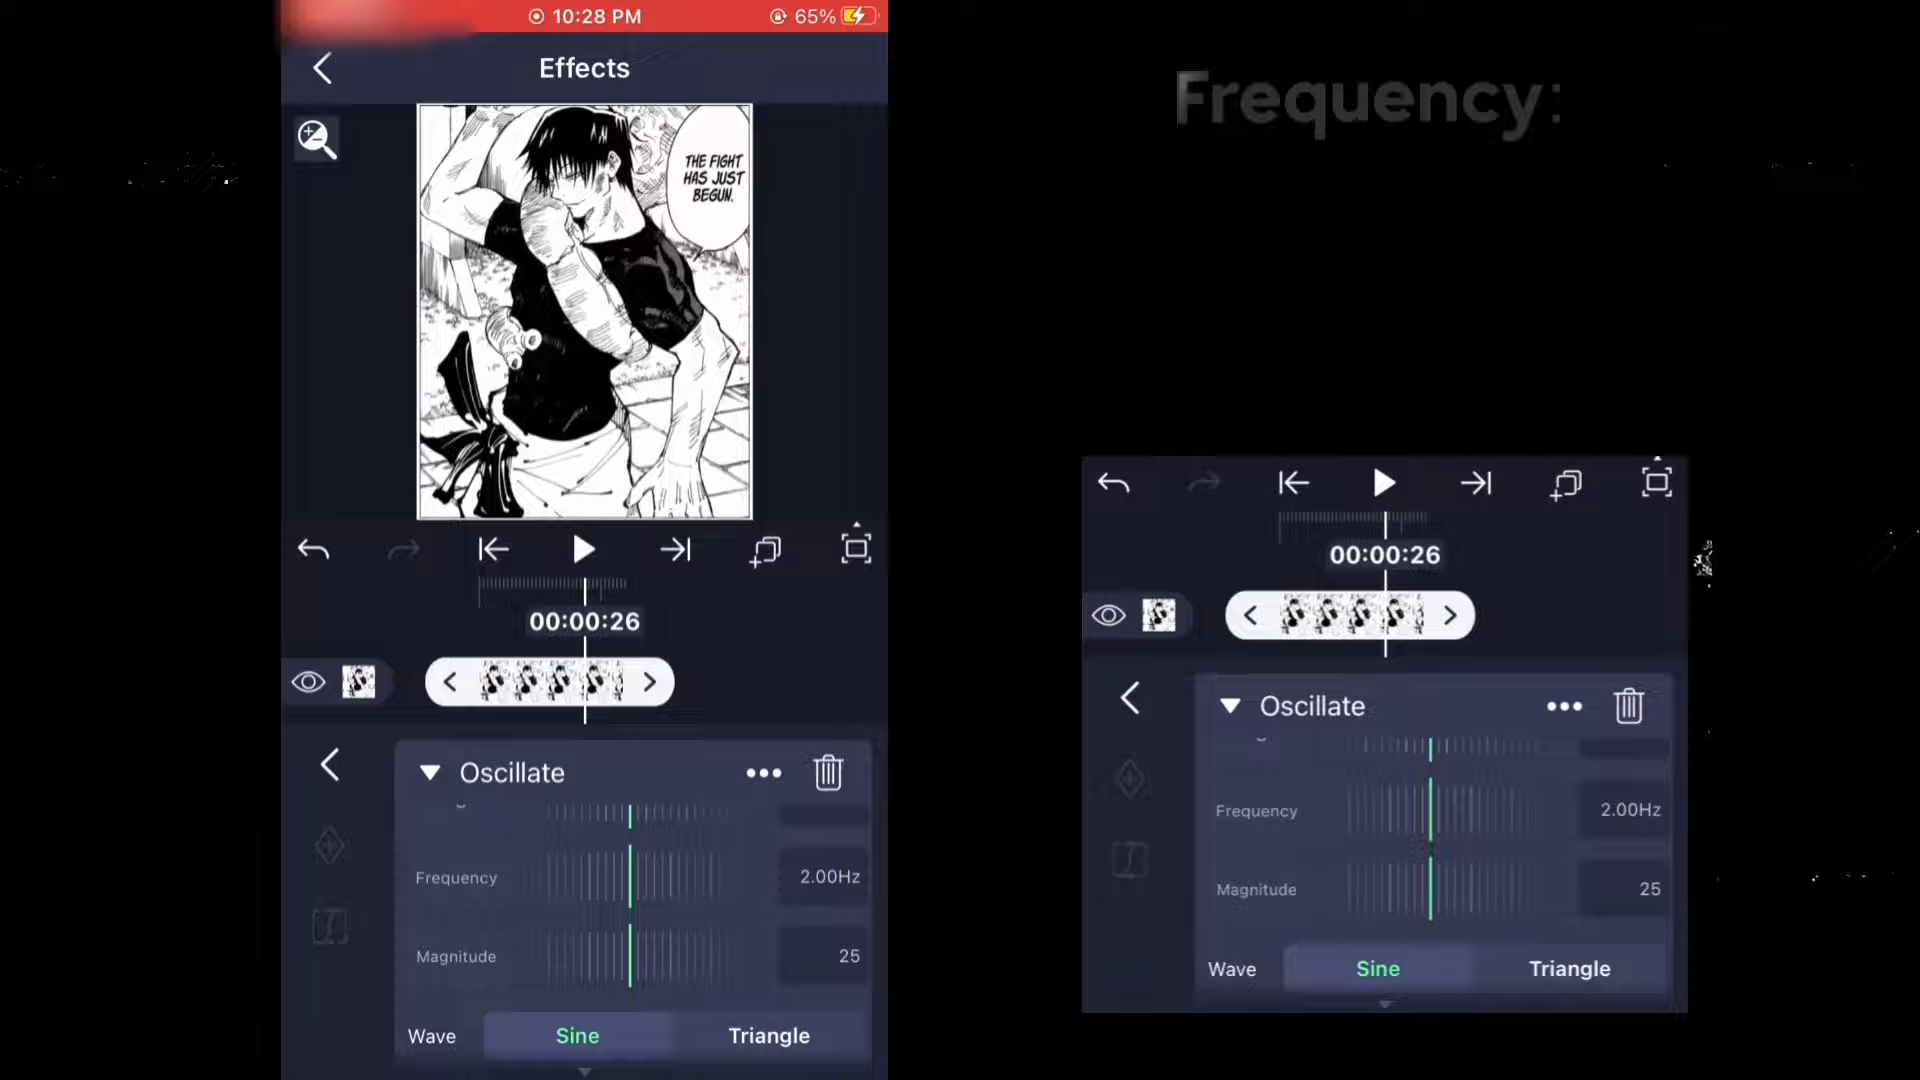 10:28 PM
65%
Effects
THE FIGHT
HAS JUST
BEGUN.
00:00:26
Oscillate
Frequency
2.00Hz
Magnitude
25
Wave
Sine
Triangle
Frequency:
00:00:26
Oscillate
Frequency
2.00Hz
Magnitude
25
Wave
Sine
Triangle